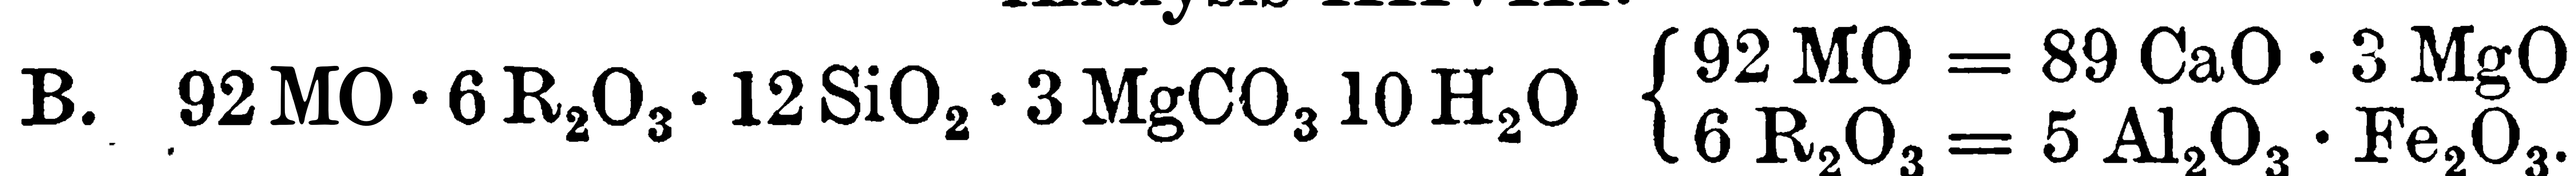 B. 92 MO · 6 R₂O₃ · 12 SiO₂ · 3 MgCO₃ 10 H₂O { 92 MO = 89 CaO · 3 MgO
6 R₂O₃ = 5 Al₂O₃ · Fe₂O₃.